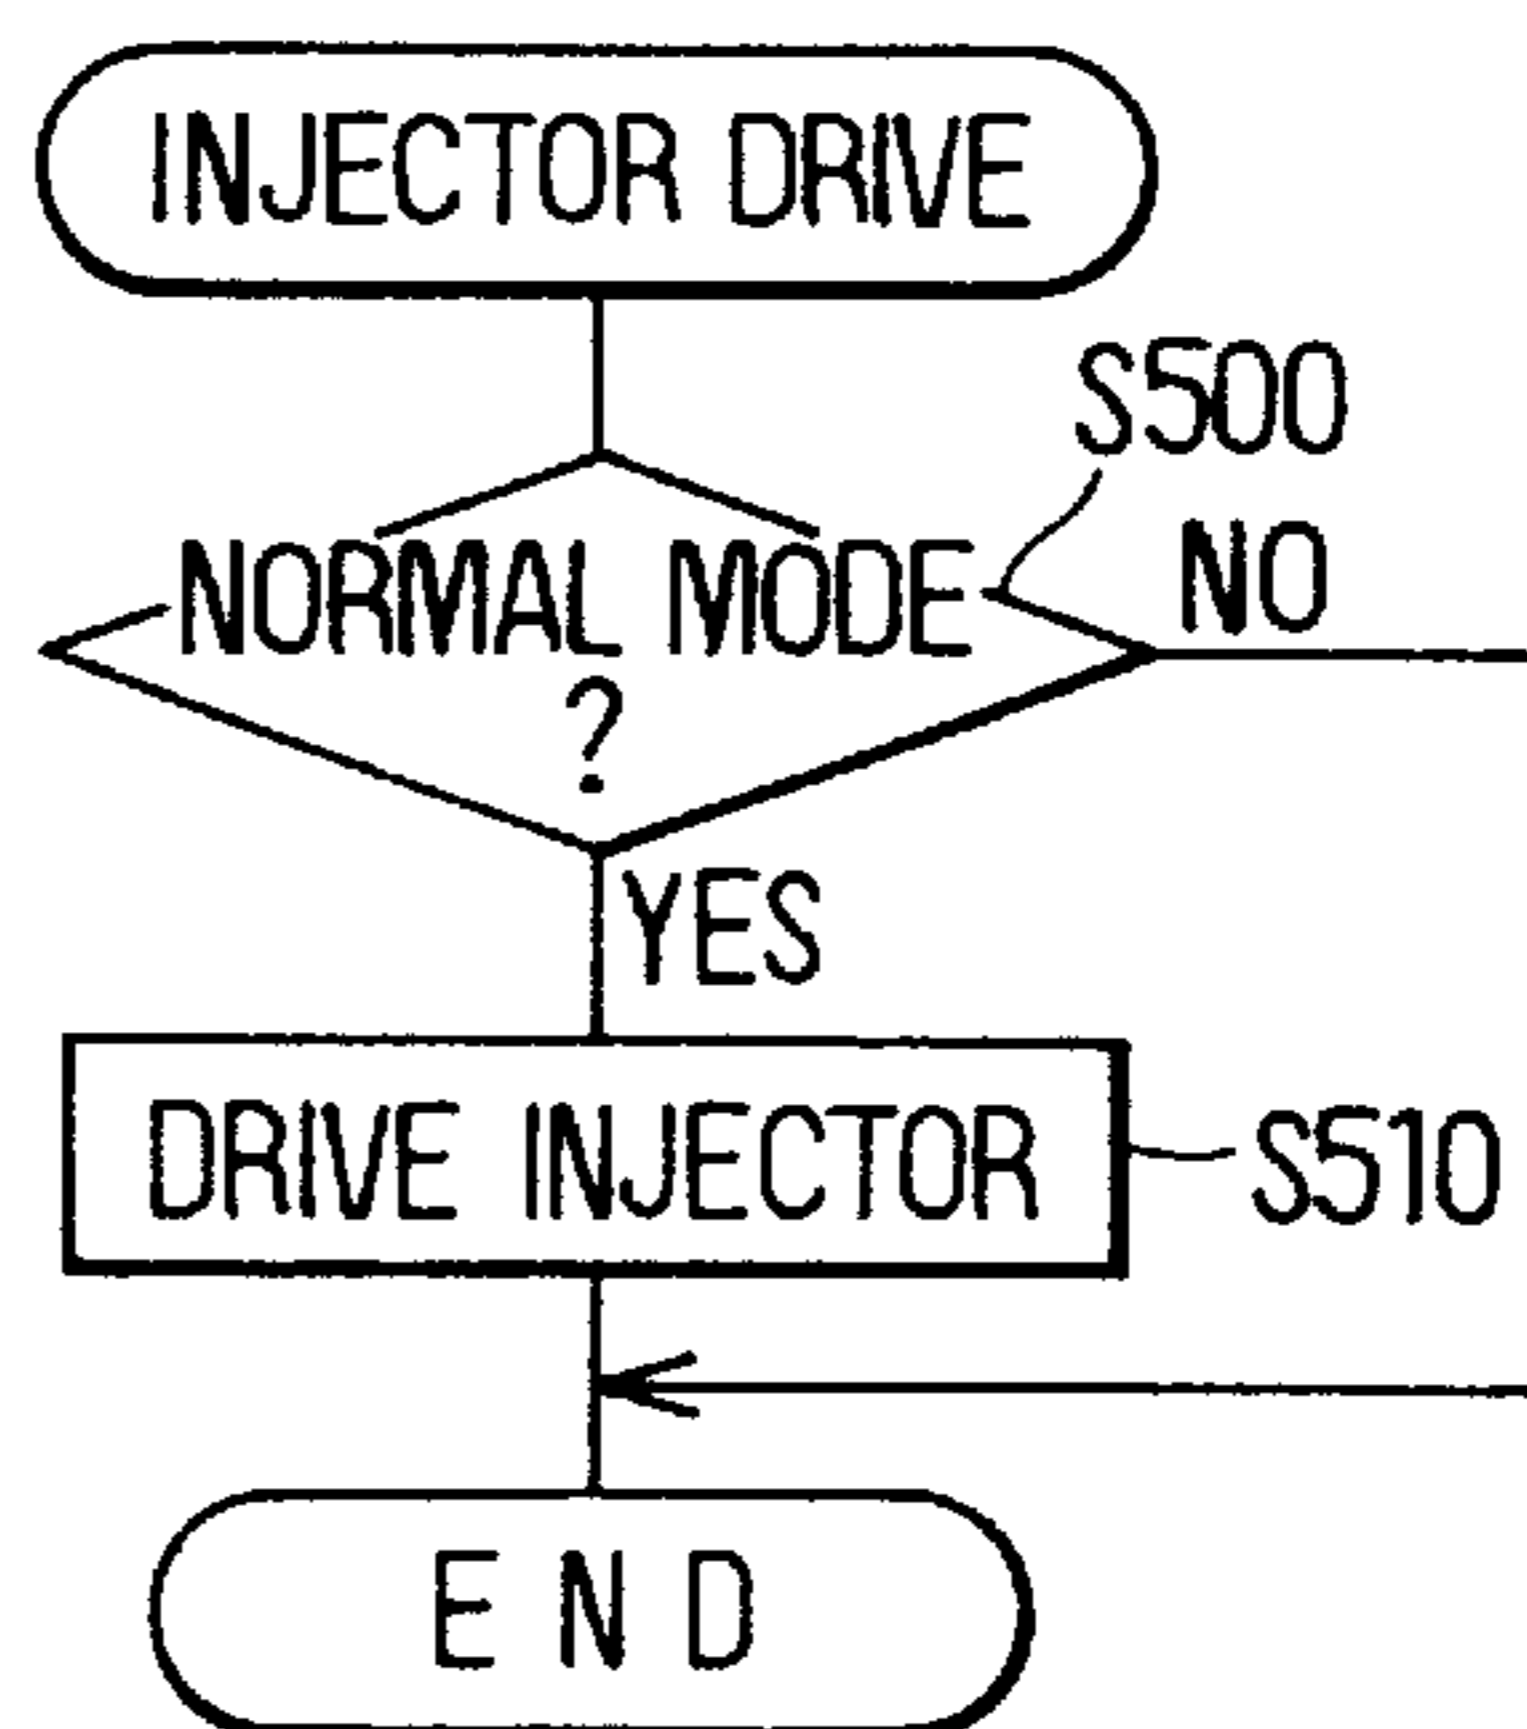 INJECTOR DRIVE
S500
NORMAL MODE
?
NO
YES
DRIVE INJECTOR
S510
END